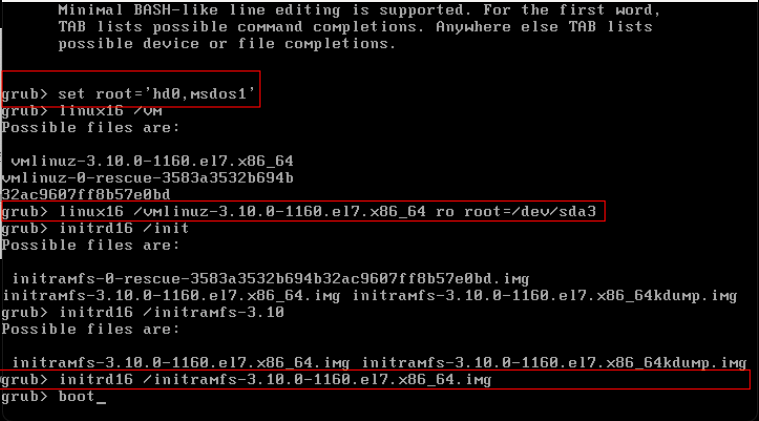 Minimal BASH-like line editing is supported. For the first word,
TAB lists possible command completions. Anywhere else TAB lists
possible device or file completions.
grub> set root='hd0,msdos1'
grub> linux16 /vm
Possible files are:
vmlinuz-3.10.0-1160.el7.x86_64
vmlinuz-0-rescue-3583a3532b694b
32ac9607ff8b57e0bd
grub> linux16 /vmlinuz-3.10.0-1160.el7.x86_64 ro root=/dev/sda3
grub> initrd16 /init
Possible files are:
initramfs-0-rescue-3583a3532b694b32ac9607ff8b57e0bd.img
initramfs-3.10.0-1160.el7.x86_64.img initramfs-3.10.0-1160.el7.x86_64kdump.img
grub> initrd16 /initramfs-3.10
Possible files are:
initramfs-3.10.0-1160.el7.x86_64.img initramfs-3.10.0-1160.el7.x86_64kdump.img
grub> initrd16 /initramfs-3.10.0-1160.el7.x86_64.img
grub> boot_